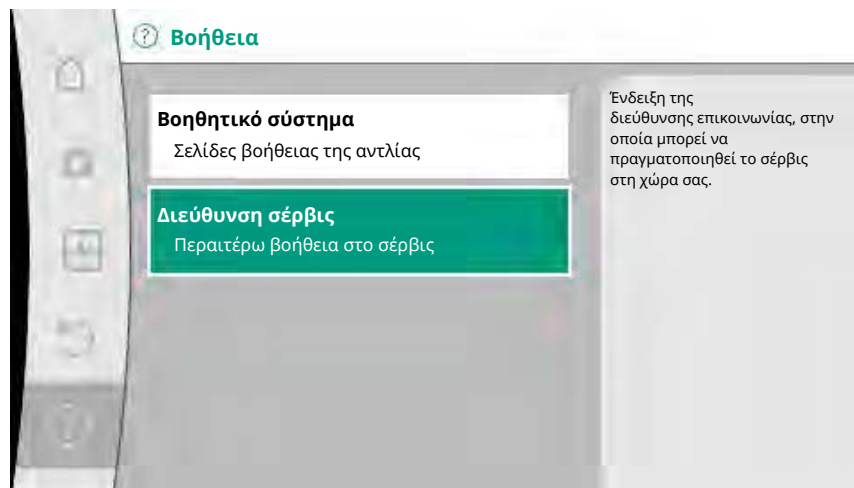 Βοήθεια
Βοηθητικό σύστημα
Σελίδες βοήθειας της αντλίας
Διεύθυνση σέρβις
Περαιτέρω βοήθεια στο σέρβις
Ένδειξη της
διεύθυνσης επικοινωνίας, στην
οποία μπορεί να
πραγματοποιηθεί το σέρβις
στη χώρα σας.